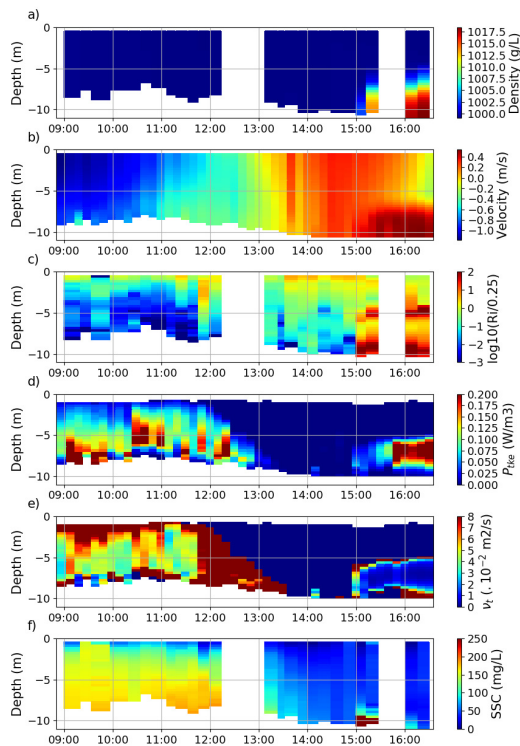 a)
0
−5
−10
Depth (m)
09:00 10:00 11:00 12:00 13:00 14:00 15:00 16:00
1017.5
1015.0
1012.5
1010.0
1007.5
1005.0
1002.5
1000.0
Density (g/L)
b)
0
−5
−10
Depth (m)
09:00 10:00 11:00 12:00 13:00 14:00 15:00 16:00
0.4
0.2
0.0
−0.2
−0.4
−0.6
−0.8
−1.0
Velocity (m/s)
c)
0
−5
−10
Depth (m)
09:00 10:00 11:00 12:00 13:00 14:00 15:00 16:00
2
1
0
−1
−2
−3
log10(Ri/0.25)
d)
0
−5
−10
Depth (m)
09:00 10:00 11:00 12:00 13:00 14:00 15:00 16:00
0.200
0.175
0.150
0.125
0.100
0.075
0.050
0.025
0.000
Ptke (W/m3)
e)
0
−5
−10
Depth (m)
09:00 10:00 11:00 12:00 13:00 14:00 15:00 16:00
8
7
6
5
4
3
2
1
0
νt (. 10⁻² m2/s)
f)
0
−5
−10
Depth (m)
09:00 10:00 11:00 12:00 13:00 14:00 15:00 16:00
250
200
150
100
50
0
SSC (mg/L)